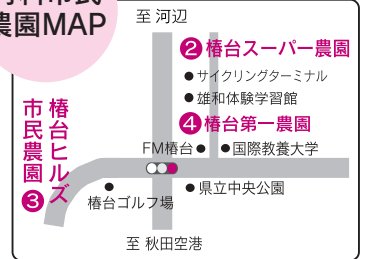 市民
農園MAP
至 河辺
❷椿台スーパー農園
●サイクリングターミナル
●雄和体験学習館
❹椿台第一農園
FM椿台●
●国際教養大学
椿台ヒルズ
市民農園❸
●県立中央公園
●
椿台ゴルフ場
至 秋田空港